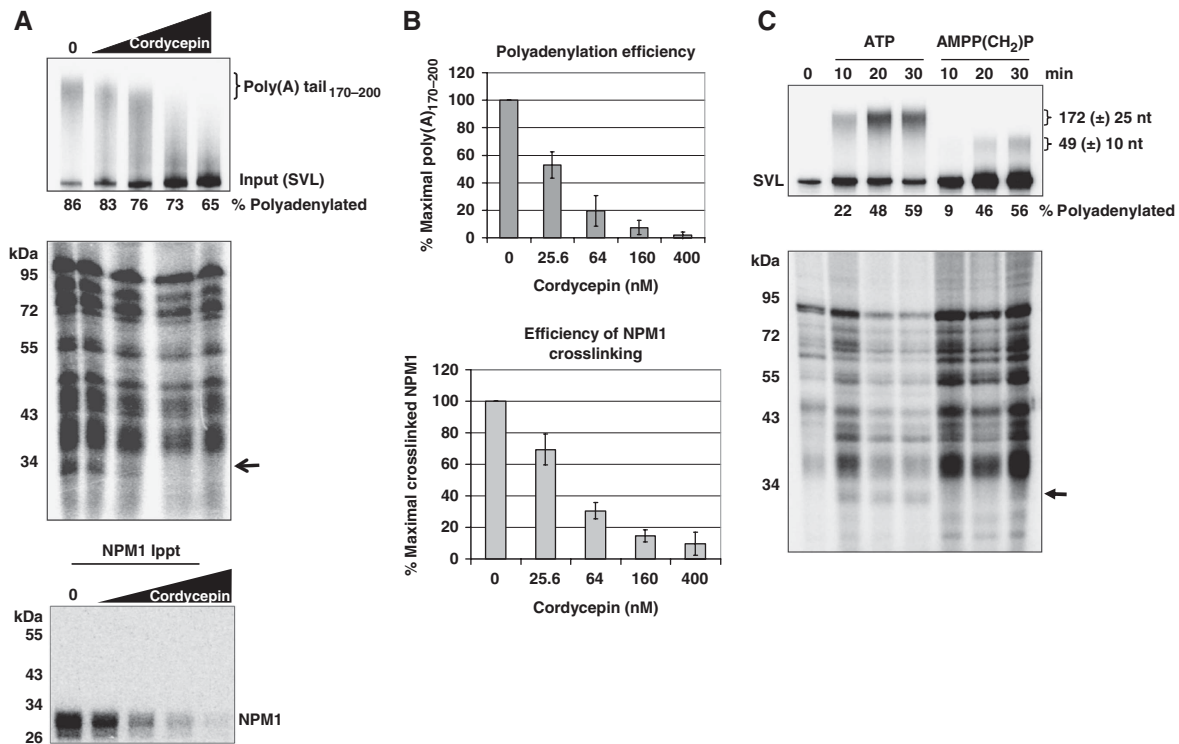 A
0
Cordycepin
Poly(A) tail170–200
Input (SVL)
86 83 76 73 65 % Polyadenylated
kDa
95
72
55
43
34
NPM1 Ippt
0
Cordycepin
kDa
55
43
34
NPM1
26
B
Polyadenylation efficiency
% Maximal poly(A)170–200
120
100
80
60
40
20
0
0 25.6 64 160 400
Cordycepin (nM)
Efficiency of NPM1
crosslinking
% Maximal crosslinked NPM1
120
100
80
60
40
20
0
0 25.6 64 160 400
Cordycepin (nM)
C
ATP AMPP(CH2)P
0 10 20 30 10 20 30 min
172 (±) 25 nt
49 (±) 10 nt
SVL
22 48 59 9 46 56 % Polyadenylated
kDa
95
72
55
43
34